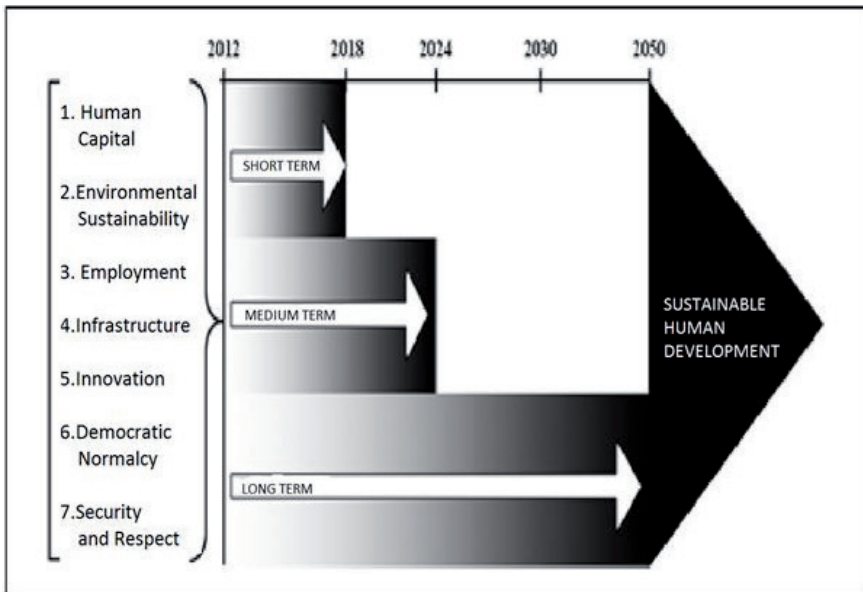 2012 2018 2024 2030 2050
1. Human
Capital
2.Environmental
Sustainability
3. Employment
4.Infrastructure
5.Innovation
6.Democratic
Normalcy
7.Security
and Respect
SHORT TERM
MEDIUM TERM
LONG TERM
SUSTAINABLE
HUMAN
DEVELOPMENT